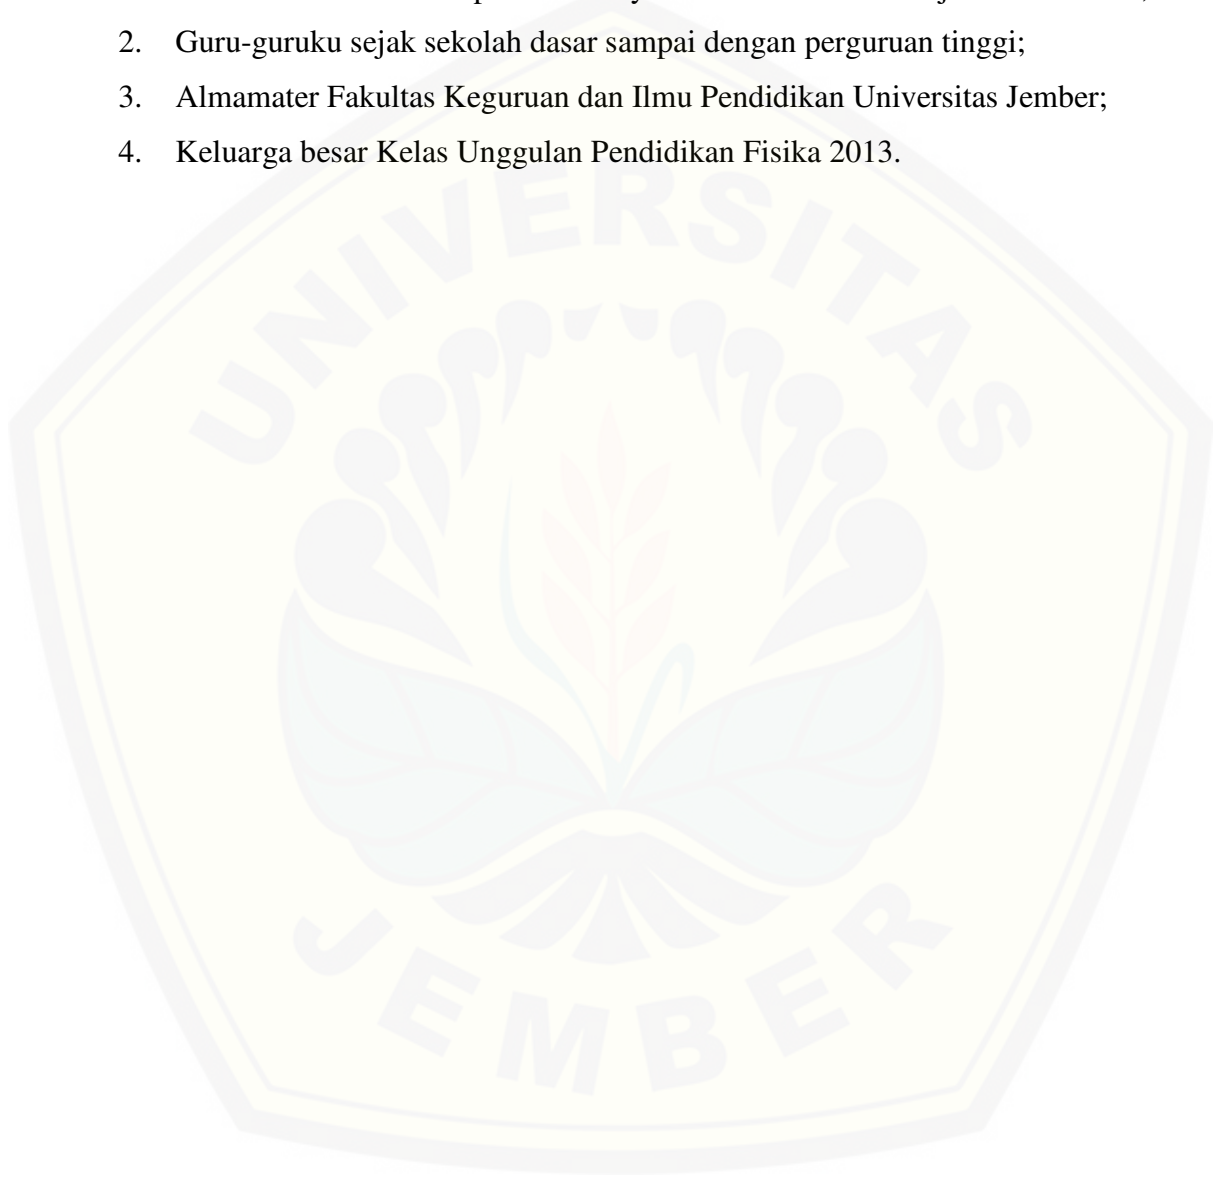 2. Guru-guruku sejak sekolah dasar sampai dengan perguruan tinggi;
3. Almamater Fakultas Keguruan dan Ilmu Pendidikan Universitas Jember;
4. Keluarga besar Kelas Unggulan Pendidikan Fisika 2013.
UNIVERSITAS
JEMBER